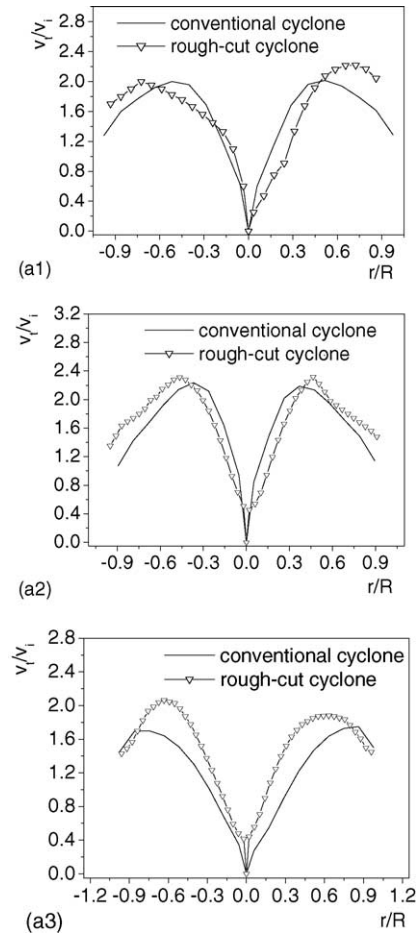 v_t/v_i
conventional cyclone
rough-cut cyclone
2.8
2.4
2.0
1.6
1.2
0.8
0.4
0.0
-0.9 -0.6 -0.3 0.0 0.3 0.6 0.9
r/R
(a1)
v_t/v_i
conventional cyclone
rough-cut cyclone
3.2
2.8
2.4
2.0
1.6
1.2
0.8
0.4
0.0
-0.9 -0.6 -0.3 0.0 0.3 0.6 0.9
r/R
(a2)
v_t/v_i
conventional cyclone
rough-cut cyclone
2.8
2.4
2.0
1.6
1.2
0.8
0.4
0.0
-1.2 -0.9 -0.6 -0.3 0.0 0.3 0.6 0.9 1.2
r/R
(a3)